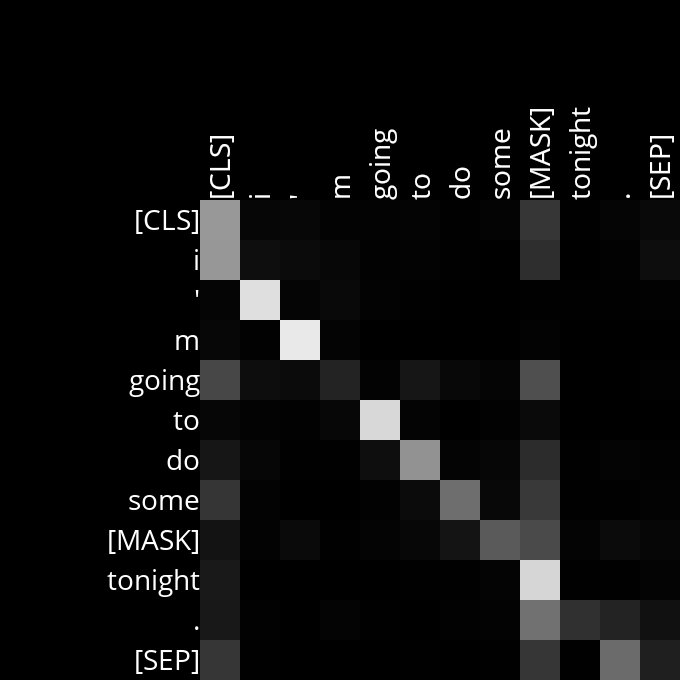 [CLS] i ' m going to do some [MASK] tonight . [SEP]
[CLS]
i
'
m
going
to
do
some
[MASK]
tonight
.
[SEP]